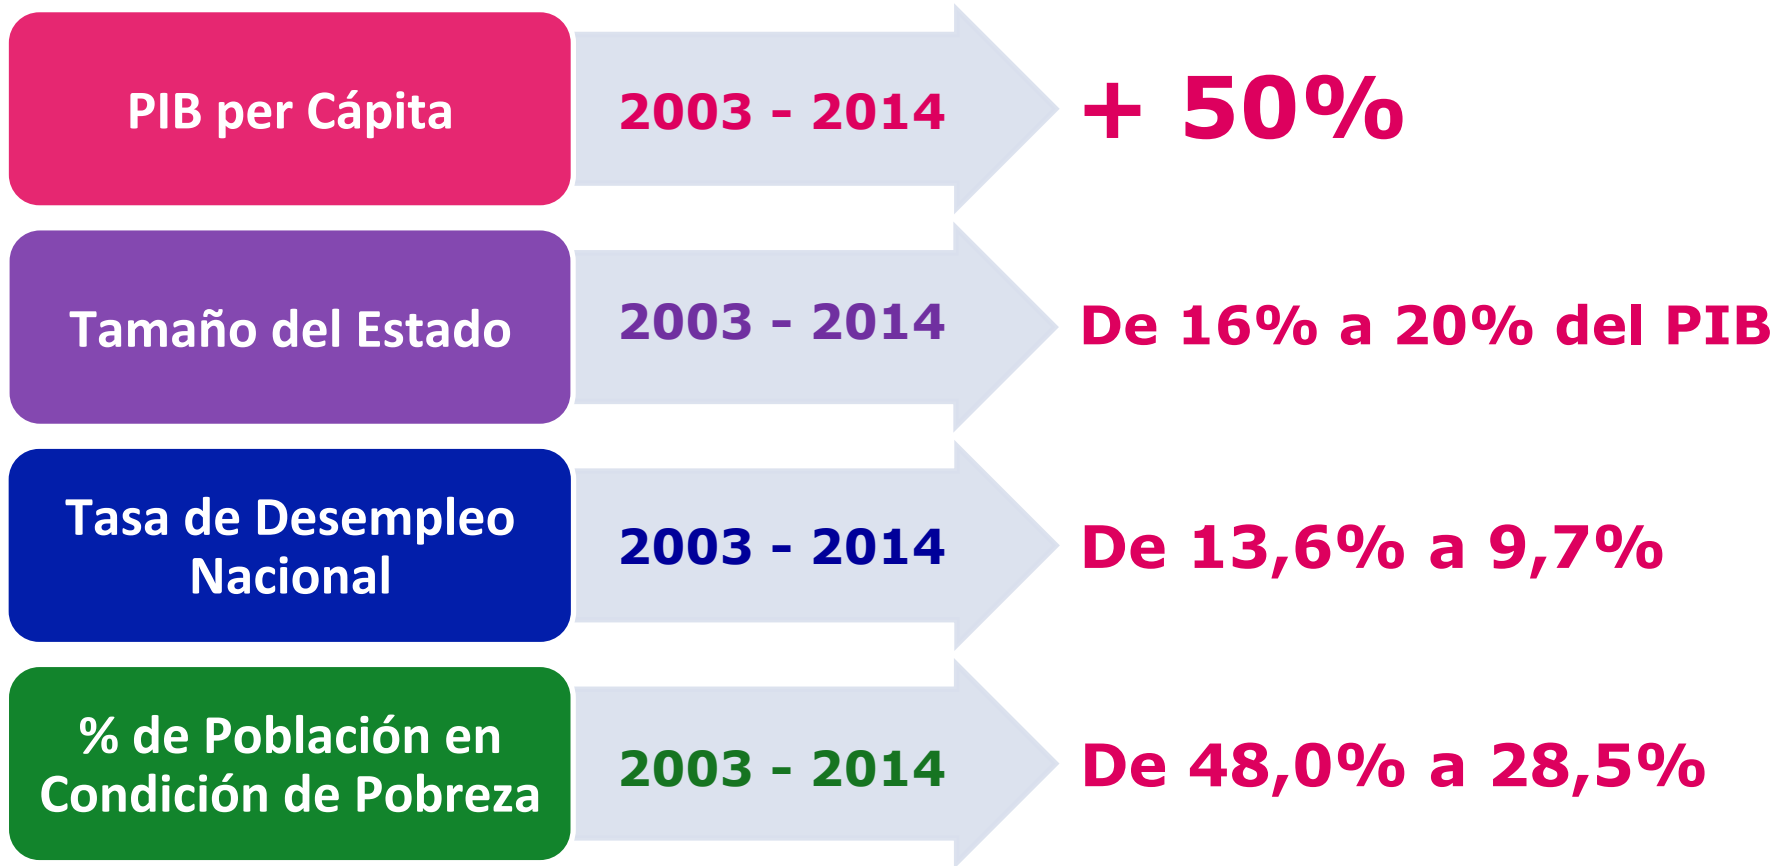 PIB per Cápita
2003 - 2014
+ 50%
Tamaño del Estado
2003 - 2014
De 16% a 20% del PIB
Tasa de Desempleo
Nacional
2003 - 2014
De 13,6% a 9,7%
% de Población en
Condición de Pobreza
2003 - 2014
De 48,0% a 28,5%